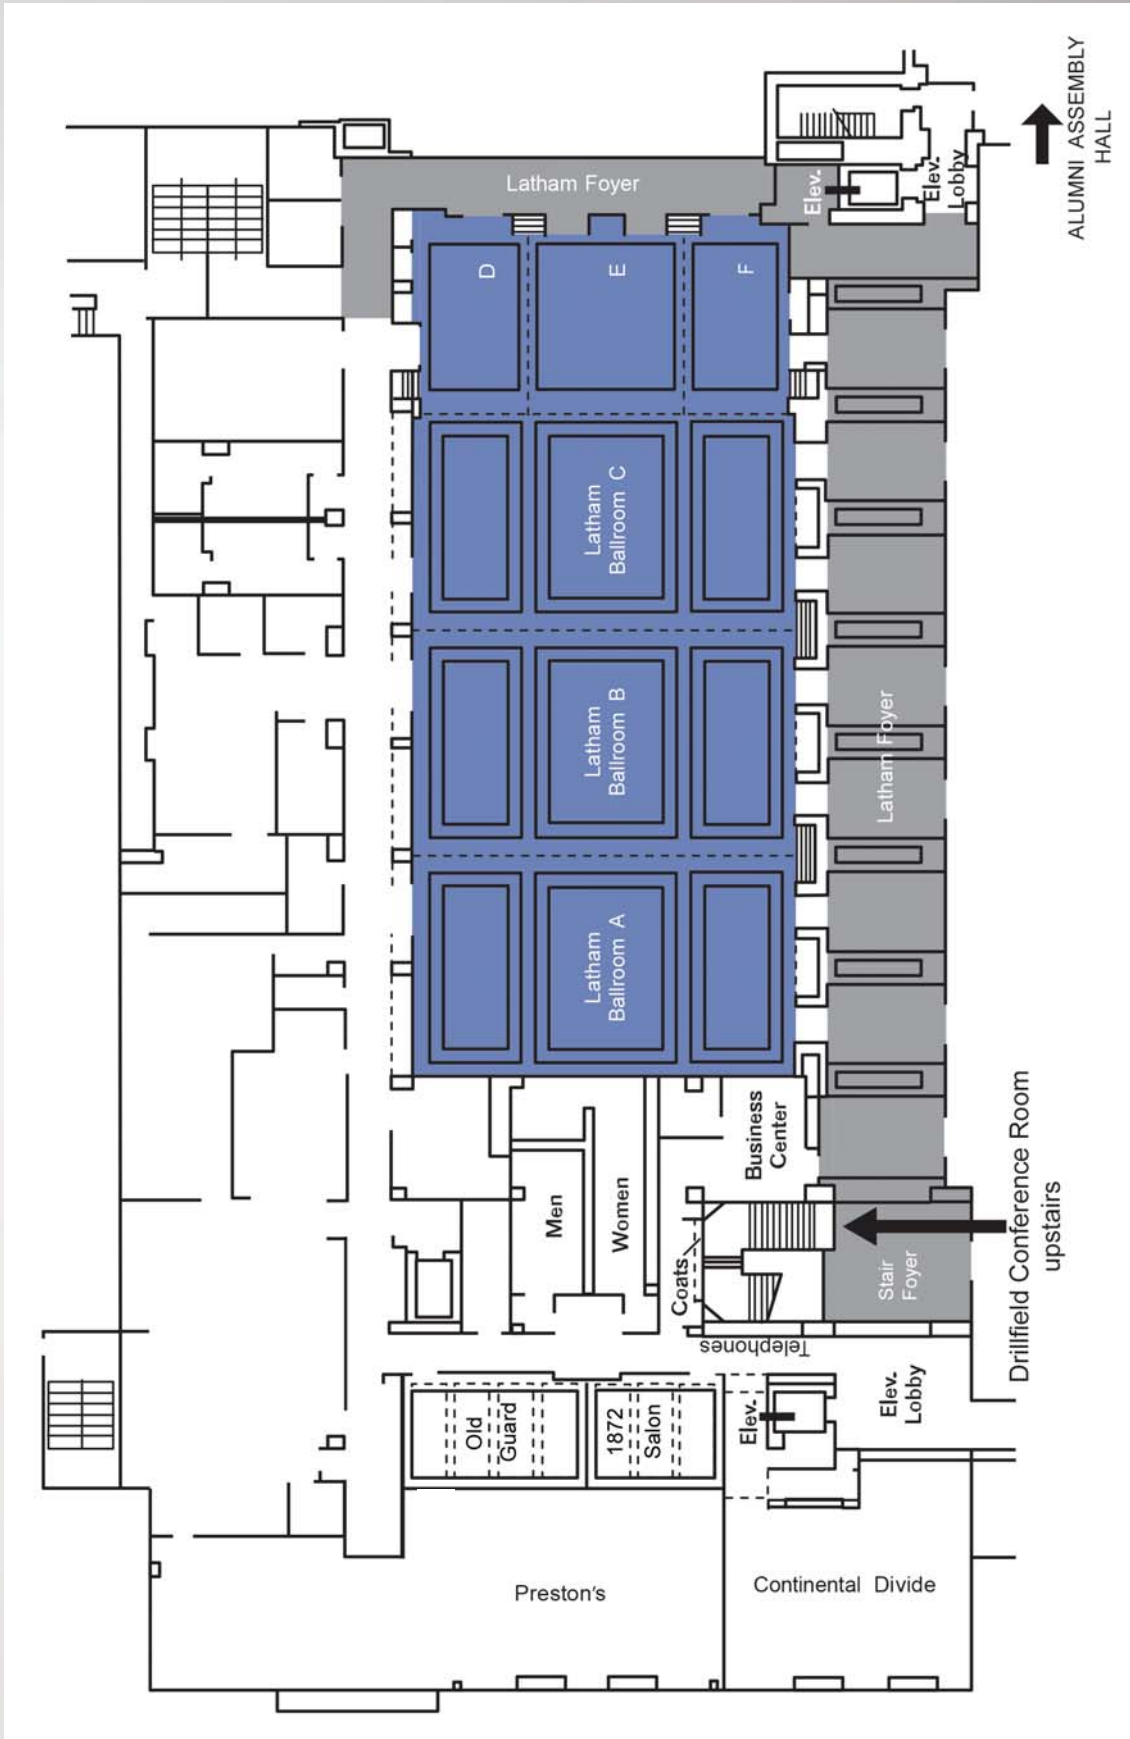 ALUMNI ASSEMBLY
HALL
Latham Foyer
Elev.
Elev.
Lobby
D
E
F
Latham
Ballroom C
Latham
Ballroom B
Latham Foyer
Latham
Ballroom A
Business
Center
Men
Women
Coats
Stair
Foyer
Drillfield Conference Room
upstairs
Telephones
Old
Guard
1872
Salon
Elev.
Elev.
Lobby
Preston's
Continental Divide